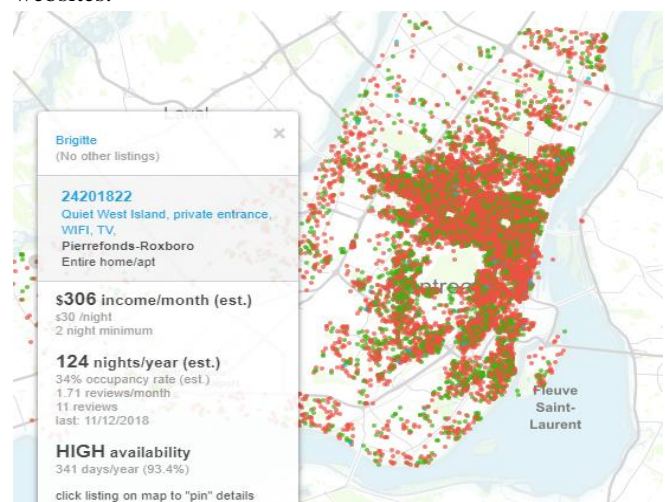 websites.
Laval
Brigitte
(No other listings)
24201822
Quiet West Island, private entrance,
WIFI, TV,
Pierrefonds-Roxboro
Entire home/apt
$306 income/month (est.)
$30 /night
2 night minimum
124 nights/year (est.)
34% occupancy rate (est.)
1.71 reviews/month
11 reviews
last: 11/12/2018
HIGH availability
341 days/year (93.4%)
click listing on map to "pin" details
Fleuve
Saint-
Laurent